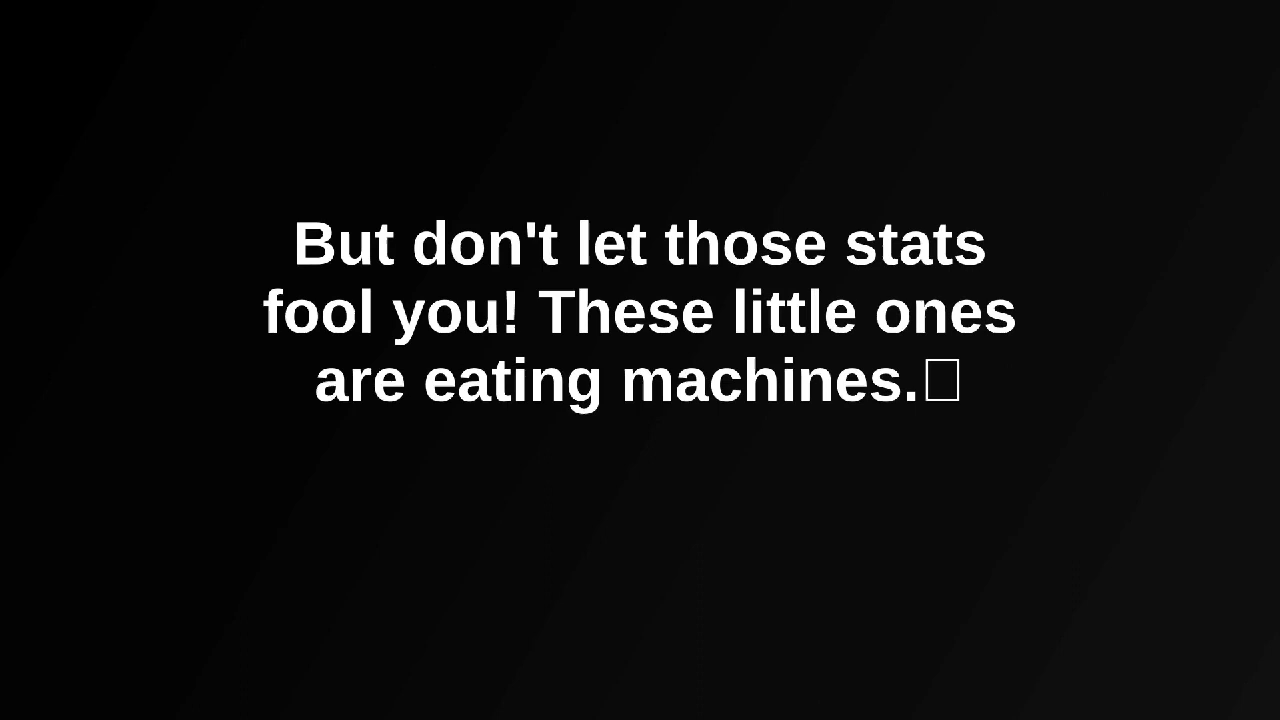 But don't let those stats
fool you! These little ones
are eating machines.